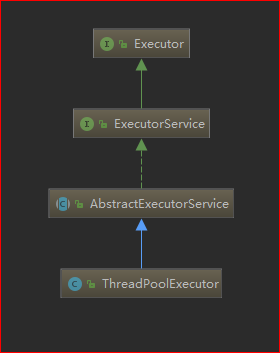 I Executor
I ExecutorService
C AbstractExecutorService
C ThreadPoolExecutor